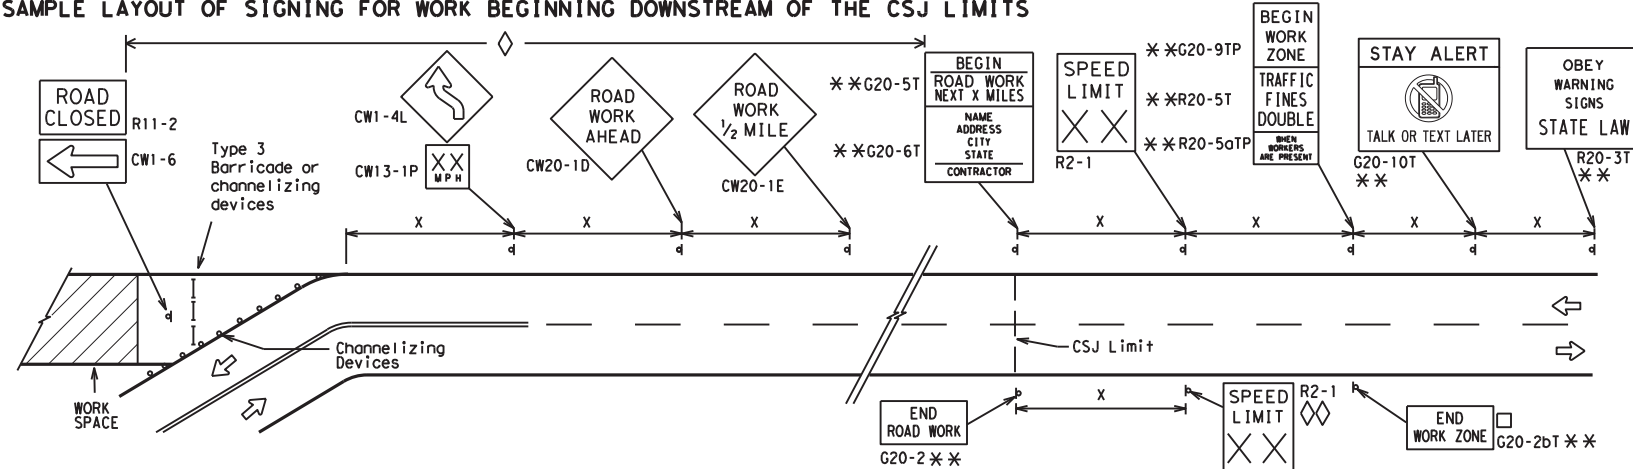 SAMPLE LAYOUT OF SIGNING FOR WORK BEGINNING DOWNSTREAM OF THE CSJ LIMITS
ROAD
CLOSED
R11-2
CW1-6
Type 3
Barricade or
channelizing
devices
CW1-4L
CW13-1P
XX
MPH
ROAD
WORK
AHEAD
CW20-1D
ROAD
WORK
1/2 MILE
CW20-1E
**G20-5T
**G20-6T
BEGIN
ROAD WORK
NEXT X MILES
NAME
ADDRESS
CITY
STATE
CONTRACTOR
SPEED
LIMIT
XX
R2-1
**G20-9TP
**R20-5T
**R20-5aTP
BEGIN
WORK
ZONE
TRAFFIC
FINES
DOUBLE
WHEN
WORKERS
ARE PRESENT
STAY ALERT
TALK OR TEXT LATER
G20-10T
**
OBEY
WARNING
SIGNS
STATE LAW
R20-3T
**
X X X X X X X
Channelizing
Devices
CSJ Limit
WORK
SPACE
X
END
ROAD WORK
G20-2 **
SPEED
LIMIT
XX
R2-1
END
WORK ZONE
G20-2bT **